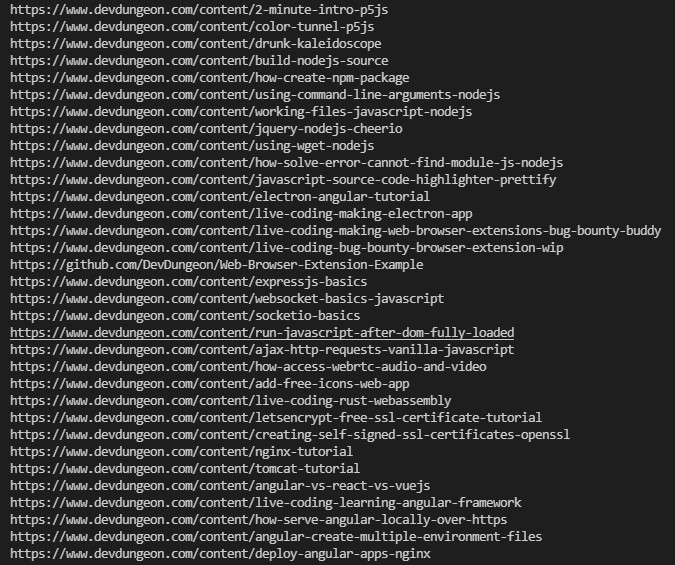 https://www.devdungeon.com/content/2-minute-intro-p5js
https://www.devdungeon.com/content/color-tunnel-p5js
https://www.devdungeon.com/content/drunk-kaleidoscope
https://www.devdungeon.com/content/build-nodejs-source
https://www.devdungeon.com/content/how-create-npm-package
https://www.devdungeon.com/content/using-command-line-arguments-nodejs
https://www.devdungeon.com/content/working-files-javascript-nodejs
https://www.devdungeon.com/content/jquery-nodejs-cheerio
https://www.devdungeon.com/content/using-wget-nodejs
https://www.devdungeon.com/content/how-solve-error-cannot-find-module-js-nodejs
https://www.devdungeon.com/content/javascript-source-code-highlighter-prettify
https://www.devdungeon.com/content/electron-angular-tutorial
https://www.devdungeon.com/content/live-coding-making-electron-app
https://www.devdungeon.com/content/live-coding-making-web-browser-extensions-bug-bounty-buddy
https://www.devdungeon.com/content/live-coding-bug-bounty-browser-extension-wip
https://github.com/DevDungeon/Web-Browser-Extension-Example
https://www.devdungeon.com/content/expressjs-basics
https://www.devdungeon.com/content/websocket-basics-javascript
https://www.devdungeon.com/content/socketio-basics
https://www.devdungeon.com/content/run-javascript-after-dom-fully-loaded
https://www.devdungeon.com/content/ajax-http-requests-vanilla-javascript
https://www.devdungeon.com/content/how-access-webrtc-audio-and-video
https://www.devdungeon.com/content/add-free-icons-web-app
https://www.devdungeon.com/content/live-coding-rust-webassembly
https://www.devdungeon.com/content/letsencrypt-free-ssl-certificate-tutorial
https://www.devdungeon.com/content/creating-self-signed-ssl-certificates-openssl
https://www.devdungeon.com/content/nginx-tutorial
https://www.devdungeon.com/content/tomcat-tutorial
https://www.devdungeon.com/content/angular-vs-react-vs-vuejs
https://www.devdungeon.com/content/live-coding-learning-angular-framework
https://www.devdungeon.com/content/how-serve-angular-locally-over-https
https://www.devdungeon.com/content/angular-create-multiple-environment-files
https://www.devdungeon.com/content/deploy-angular-apps-nginx